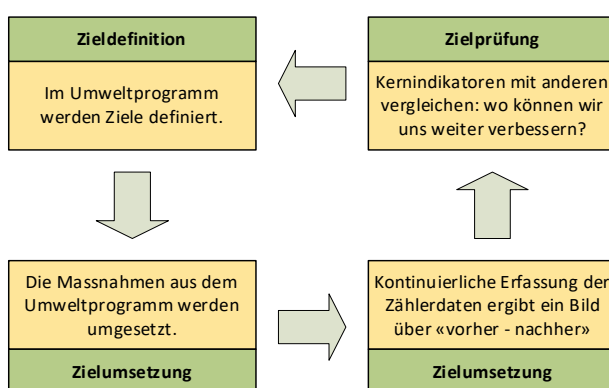 Zieldefinition
Im Umweltprogramm
werden Ziele definiert.
Zielprüfung
Kernindikatoren mit anderen
vergleichen: wo können wir
uns weiter verbessern?
Die Massnahmen aus dem
Umweltprogramm werden
umgesetzt.
Zielumsetzung
Kontinuierliche Erfassung der
Zählerdaten ergibt ein Bild
über «vorher - nachher»
Zielumsetzung